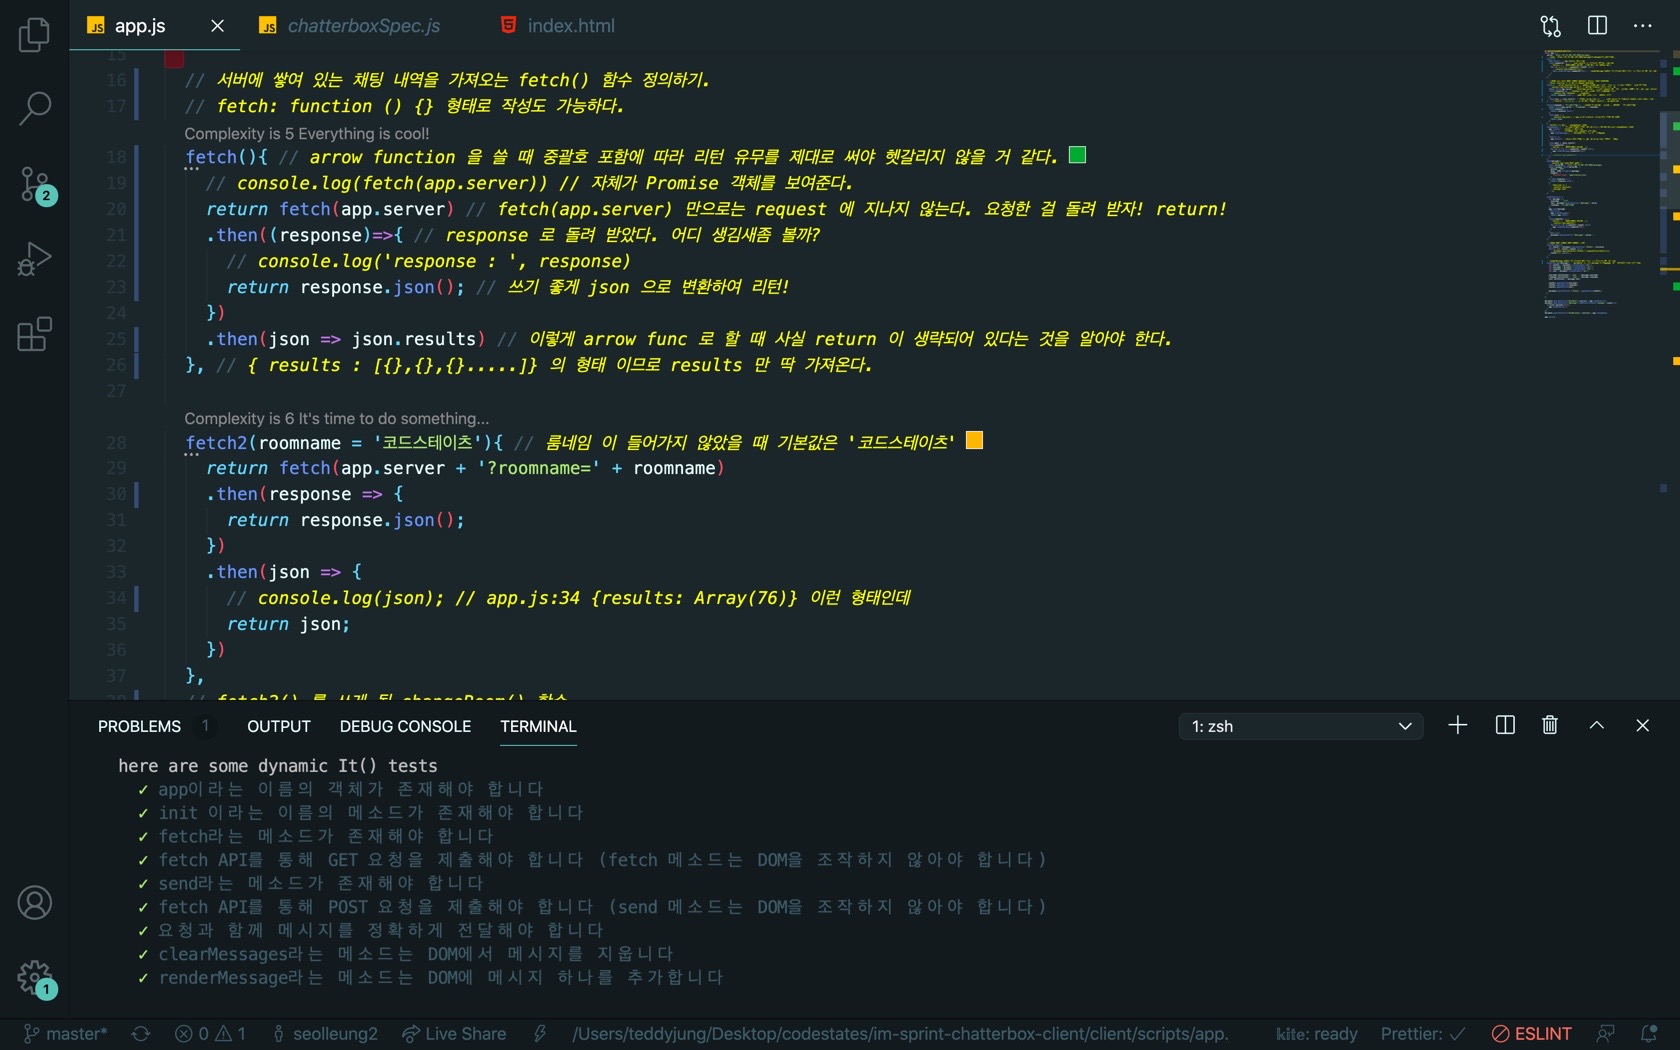 JS app.js
JS chatterboxSpec.js
index.html
15
16 // 서버에 쌓여 있는 채팅 내역을 가져오는 fetch() 함수 정의하기.
17 // fetch: function () {} 형태로 작성도 가능하다.
Complexity is 5 Everything is cool!
18 fetch(){ // arrow function 을 쓸 때 중괄호 포함에 따라 리턴 유무를 제대로 써야 헷갈리지 않을 거 같다.
19 // console.log(fetch(app.server)) // 자체가 Promise 객체를 보여준다.
20 return fetch(app.server) // fetch(app.server) 만으로는 request 에 지나지 않는다. 요청한 걸 돌려 받자! return!
21 .then((response)=>{ // response 로 돌려 받았다. 어디 생김새좀 볼까?
22 // console.log('response : ', response)
23 return response.json(); // 쓰기 좋게 json 으로 변환하여 리턴!
24 })
25 .then(json => json.results) // 이렇게 arrow func 로 할 때 사실 return 이 생략되어 있다는 것을 알아야 한다.
26 }, // { results : [{},{},{}.....]} 의 형태 이므로 results 만 딱 가져온다.
27
Complexity is 6 It's time to do something...
28 fetch2(roomname = '코드스테이츠'){ // 룸네임 이 들어가지 않았을 때 기본값은 '코드스테이츠'
29 return fetch(app.server + '?roomname=' + roomname)
30 .then(response => {
31 return response.json();
32 })
33 .then(json => {
34 // console.log(json); // app.js:34 {results: Array(76)} 이런 형태인데
35 return json;
36 })
37 },
38 // fetch2() 를 쓰게 될 changeRoom() 함수
2
1
PROBLEMS 1 OUTPUT DEBUG CONSOLE TERMINAL 1: zsh
here are some dynamic It() tests
✓ app이라는 이름의 객체가 존재해야 합니다
✓ init 이라는 이름의 메소드가 존재해야 합니다
✓ fetch라는 메소드가 존재해야 합니다
✓ fetch API를 통해 GET 요청을 제출해야 합니다 (fetch 메소드는 DOM을 조작하지 않아야 합니다)
✓ send라는 메소드가 존재해야 합니다
✓ fetch API를 통해 POST 요청을 제출해야 합니다 (send 메소드는 DOM을 조작하지 않아야 합니다)
✓ 요청과 함께 메시지를 정확하게 전달해야 합니다
✓ clearMessages라는 메소드는 DOM에서 메시지를 지웁니다
✓ renderMessage라는 메소드는 DOM에 메시지 하나를 추가합니다
master* 0 1 seolleung2 Live Share /Users/teddyjung/Desktop/codestates/im-sprint-chatterbox-client/client/scripts/app. kite: ready Prettier: ✓ ESLINT